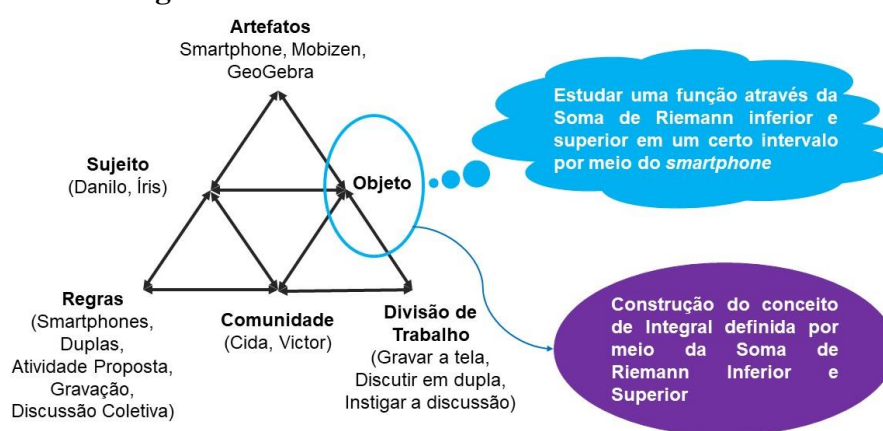 Artefatos
Smartphone, Mobizen,
GeoGebra
Estudar uma função através da
Soma de Riemann inferior e
superior em um certo intervalo
por meio do smartphone
Sujeito
(Danilo, Íris)
Objeto
Regras
(Smartphones,
Duplas,
Atividade Proposta,
Gravação,
Discussão Coletiva)
Comunidade
(Cida, Victor)
Divisão de
Trabalho
(Gravar a tela,
Discutir em dupla,
Instigar a discussão)
Construção do conceito
de Integral definida por
meio da Soma de
Riemann Inferior e
Superior